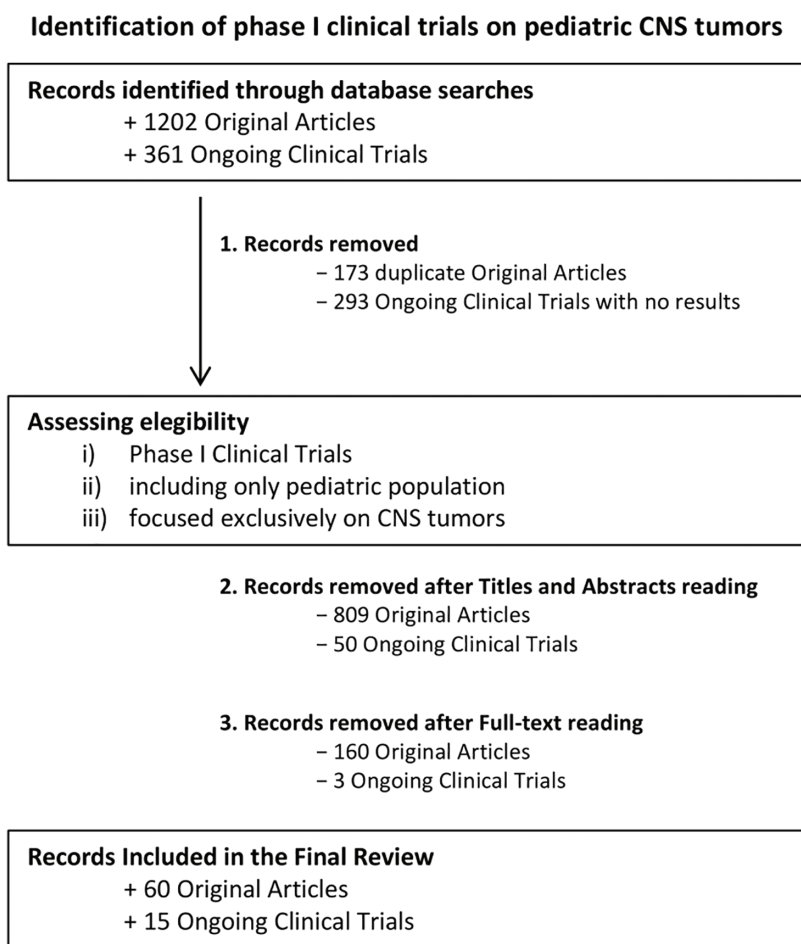 Identification of phase I clinical trials on pediatric CNS tumors
Records identified through database searches
+ 1202 Original Articles
+ 361 Ongoing Clinical Trials
1. Records removed
− 173 duplicate Original Articles
− 293 Ongoing Clinical Trials with no results
Assessing elegibility
i) Phase I Clinical Trials
ii) including only pediatric population
iii) focused exclusively on CNS tumors
2. Records removed after Titles and Abstracts reading
− 809 Original Articles
− 50 Ongoing Clinical Trials
3. Records removed after Full-text reading
− 160 Original Articles
− 3 Ongoing Clinical Trials
Records Included in the Final Review
+ 60 Original Articles
+ 15 Ongoing Clinical Trials